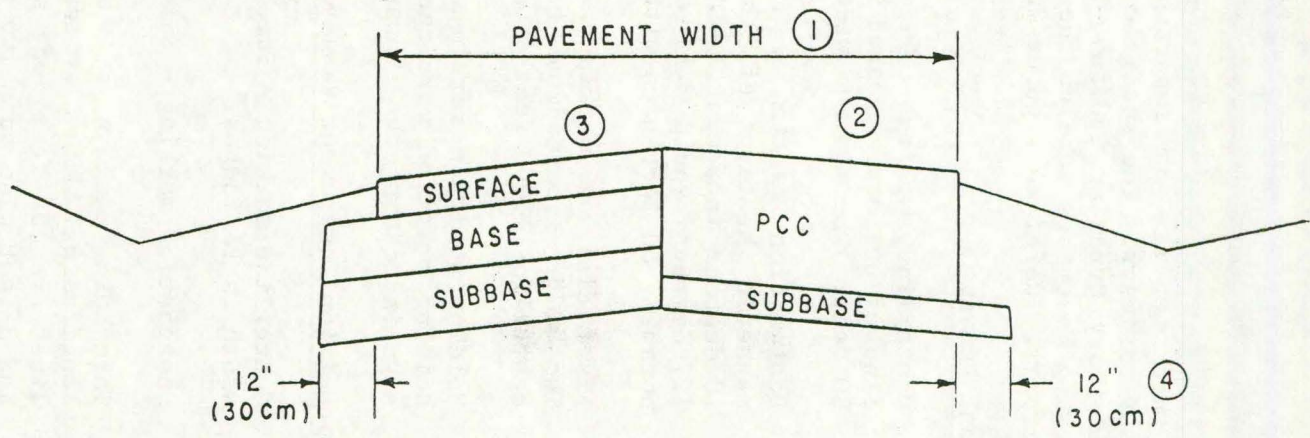 PAVEMENT WIDTH ①
③
②
SURFACE
BASE
SUBBASE
PCC
SUBBASE
12"
(30cm)
12" ④
(30cm)